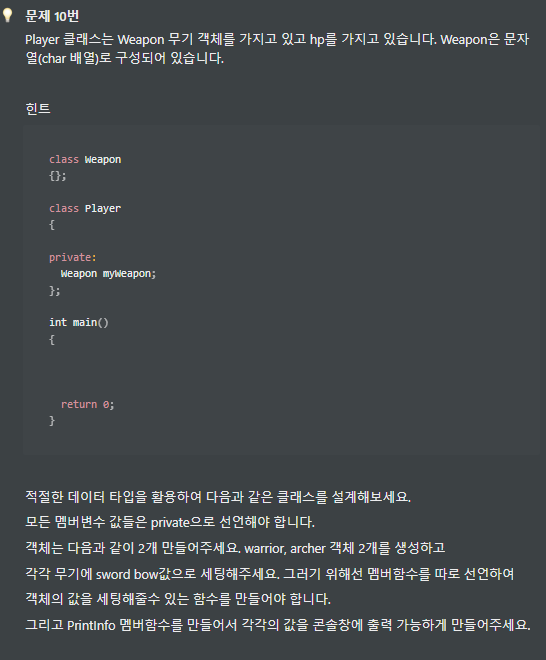 문제 10번
Player 클래스는 Weapon 무기 객체를 가지고 있고 hp를 가지고 있습니다. Weapon은 문자
열(char 배열)로 구성되어 있습니다.
힌트
class Weapon
{};
class Player
{
private:
Weapon myWeapon;
};
int main()
{
return 0;
}
적절한 데이터 타입을 활용하여 다음과 같은 클래스를 설계해보세요.
모든 멤버변수 값들은 private으로 선언해야 합니다.
객체는 다음과 같이 2개 만들어주세요. warrior, archer 객체 2개를 생성하고
각각 무기에 sword bow값으로 세팅해주세요. 그러기 위해선 멤버함수를 따로 선언하여
객체의 값을 세팅해줄수 있는 함수를 만들어야 합니다.
그리고 PrintInfo 멤버함수를 만들어서 각각의 값을 콘솔창에 출력 가능하게 만들어주세요.